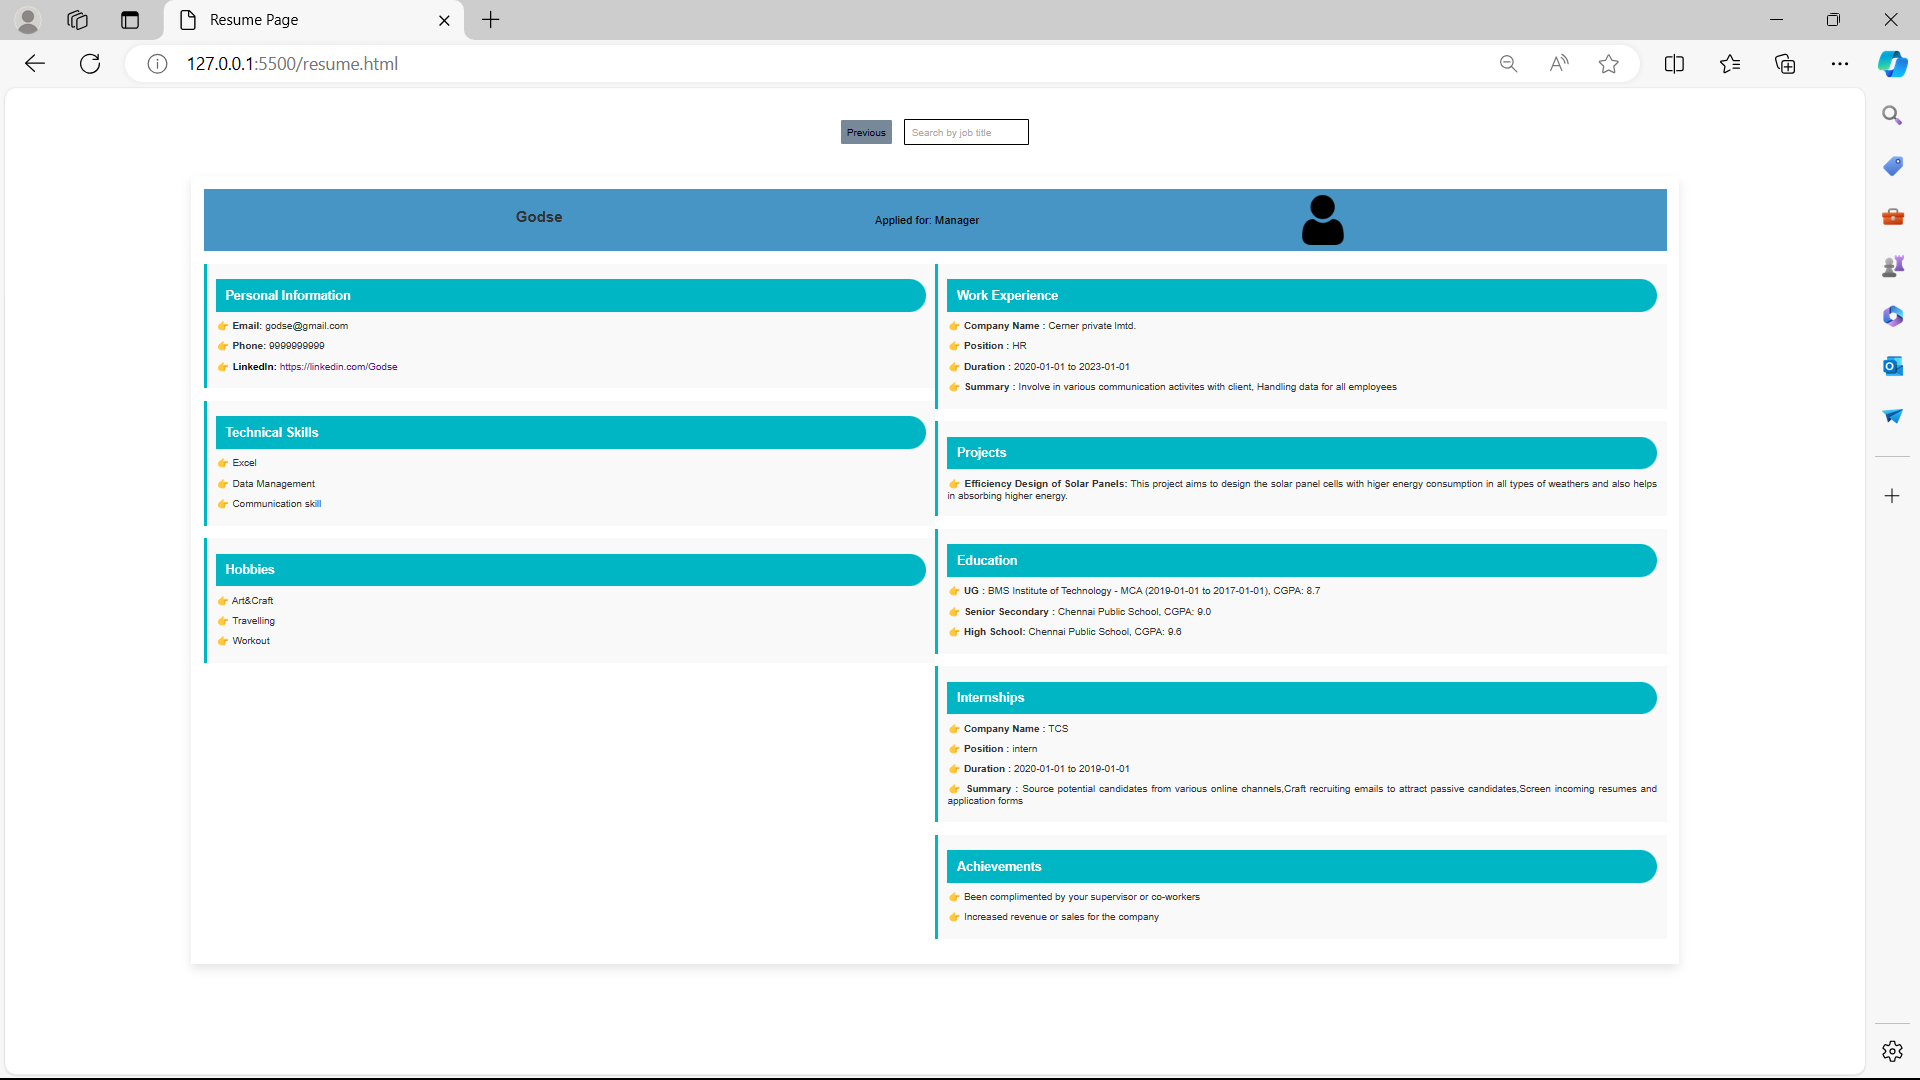 Resume Page
127.0.0.1:5500/resume.html
Previous
Search by job title
Godse
Applied for: Manager
Personal Information
👉 Email: godse@gmail.com
👉 Phone: 9999999999
👉 LinkedIn: https://linkedin.com/Godse
Technical Skills
👉 Excel
👉 Data Management
👉 Communication skill
Hobbies
👉 Art&Craft
👉 Travelling
👉 Workout
Work Experience
👉 Company Name : Cerner private lmtd.
👉 Position : HR
👉 Duration : 2020-01-01 to 2023-01-01
👉 Summary : Involve in various communication activites with client, Handling data for all employees
Projects
👉 Efficiency Design of Solar Panels: This project aims to design the solar panel cells with higer energy consumption in all types of weathers and also helps
in absorbing higher energy.
Education
👉 UG : BMS Institute of Technology - MCA (2019-01-01 to 2017-01-01), CGPA: 8.7
👉 Senior Secondary : Chennai Public School, CGPA: 9.0
👉 High School: Chennai Public School, CGPA: 9.6
Internships
👉 Company Name : TCS
👉 Position : intern
👉 Duration : 2020-01-01 to 2019-01-01
👉 Summary : Source potential candidates from various online channels,Craft recruiting emails to attract passive candidates,Screen incoming resumes and
application forms
Achievements
👉 Been complimented by your supervisor or co-workers
👉 Increased revenue or sales for the company